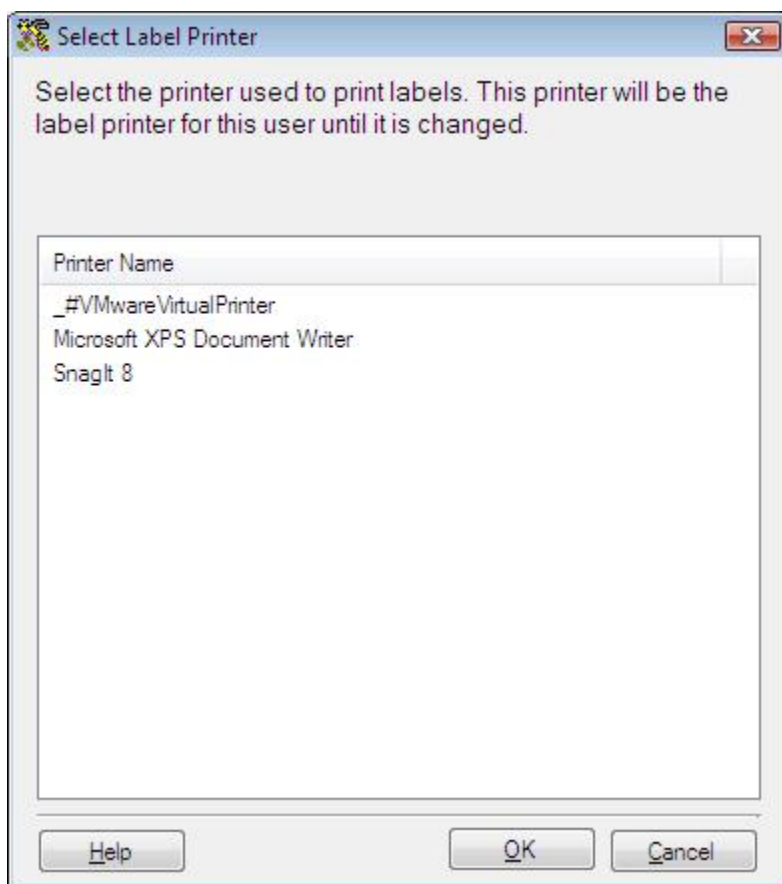 Select Label Printer
Select the printer used to print labels. This printer will be the
label printer for this user until it is changed.
Printer Name
_#VMwareVirtualPrinter
Microsoft XPS Document Writer
SnagIt 8
Help
OK
Cancel